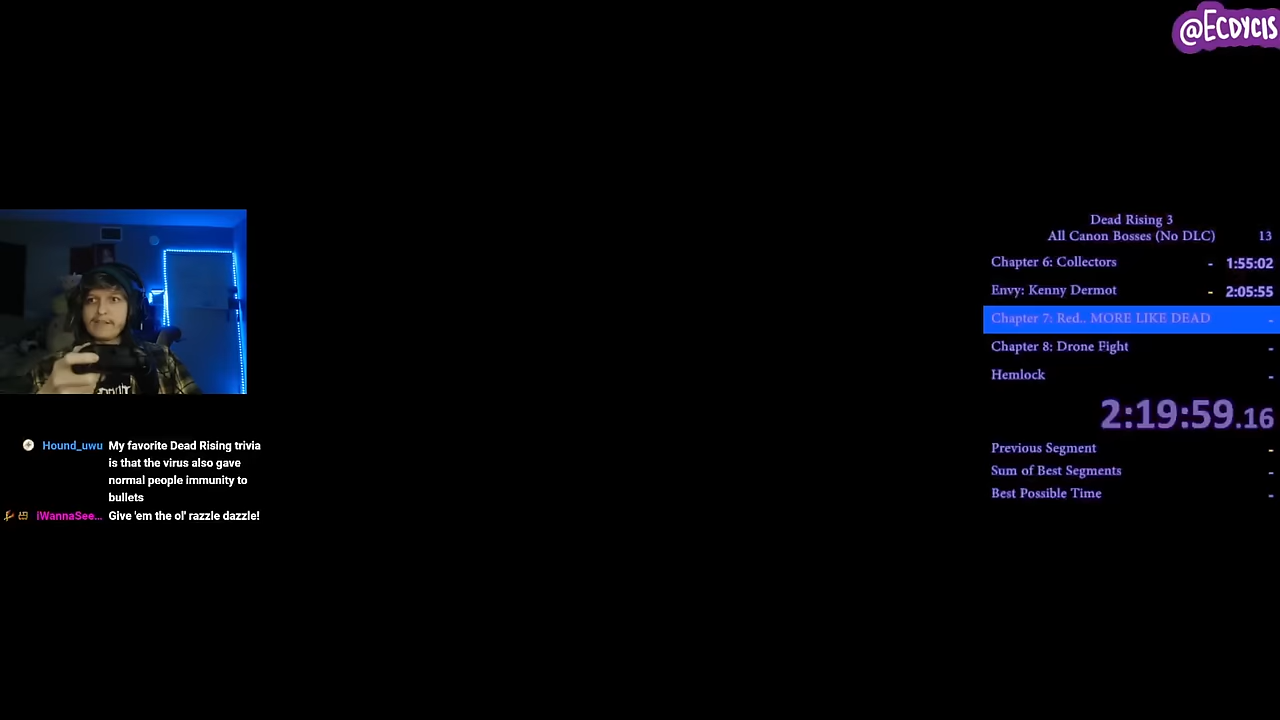 @ECDYCIS
Dead Rising 3
All Canon Bosses (No DLC) 13
Chapter 6: Collectors - 1:55:02
Envy: Kenny Dermot - 2:05:55
Chapter 7: Red.. MORE LIKE DEAD -
Chapter 8: Drone Fight -
Hemlock -
2:19:59.16
Previous Segment -
Sum of Best Segments -
Best Possible Time -
Hound_uwu My favorite Dead Rising trivia
is that the virus also gave
normal people immunity to
bullets
iWannaSee... Give 'em the ol' razzle dazzle!